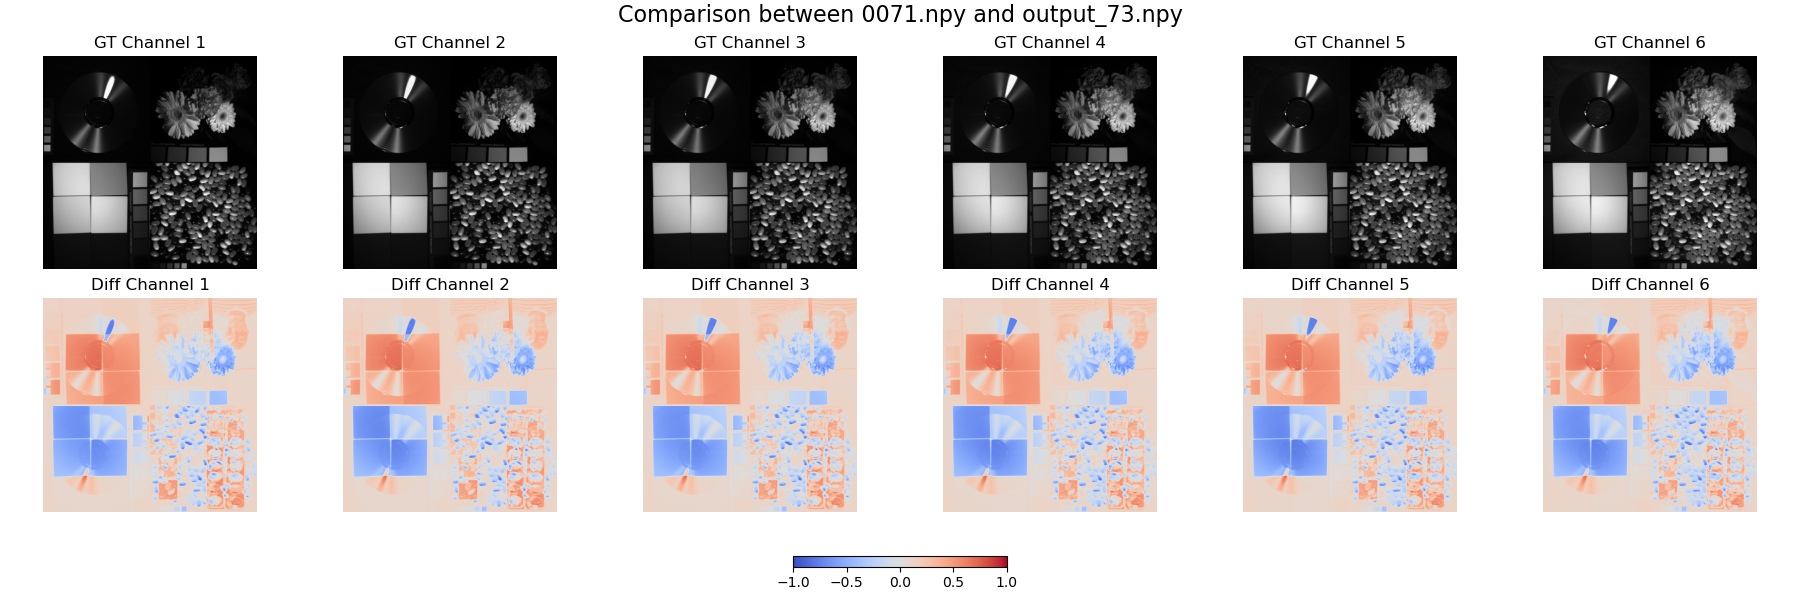 Comparison between 0071.npy and output_73.npy
GT Channel 1
GT Channel 2
GT Channel 3
GT Channel 4
GT Channel 5
GT Channel 6
Diff Channel 1
Diff Channel 2
Diff Channel 3
Diff Channel 4
Diff Channel 5
Diff Channel 6
−1.0 −0.5 0.0 0.5 1.0